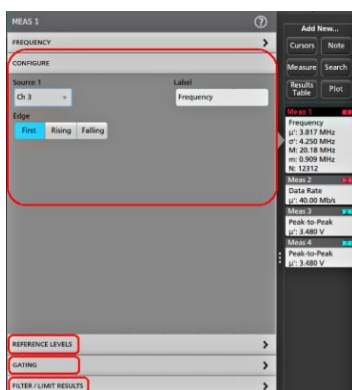 MEAS 1
?
FREQUENCY
CONFIGURE
Source 1
Label
Ch 3
Frequency
Edge
First Rising Falling
REFERENCE LEVELS
GATING
FILTER / LIMIT RESULTS
Add New...
Cursors Note
Measure Search
Results Table
Plot
Meas 1
Frequency
μ': 3.817 MHz
σ': 4.250 MHz
M: 20.18 MHz
m: 0.909 MHz
N: 12312
Meas 2
Data Rate
μ': 40.00 Mb/s
Meas 3
Peak-to-Peak
μ': 3.480 V
Meas 4
Peak-to-Peak
μ': 3.480 V